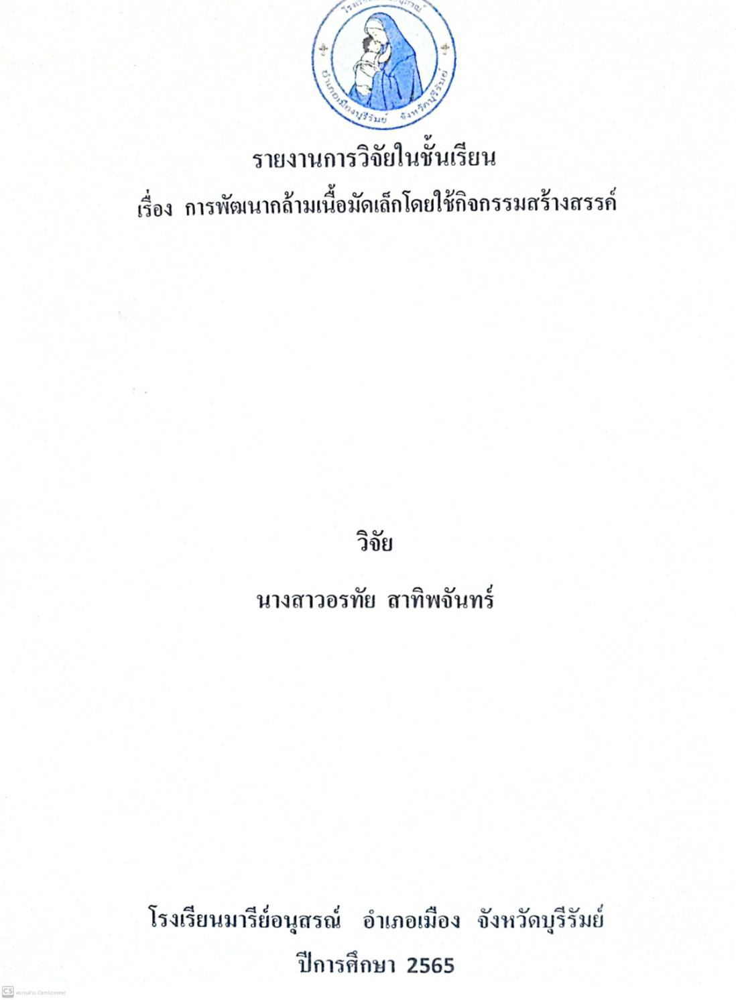 อำเภอเมืองบุรีรัมย์ จังหวัดบุรีรัมย์
รายงานการวิจัยในชั้นเรียน
เรื่อง การพัฒนากล้ามเนื้อมัดเล็กโดยใช้กิจกรรมสร้างสรรค์
วิจัย
นางสาวอรทัย สาทิพจันทร์
โรงเรียนมารีย์อนุสรณ์ อำเภอเมือง จังหวัดบุรีรัมย์
ปีการศึกษา 2565
CS สแกนด้วย CamScanner